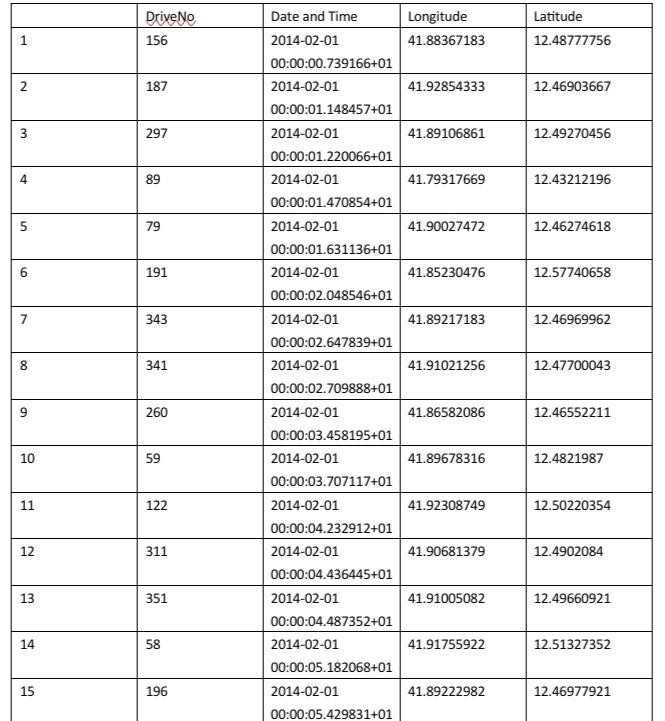 DriveNo Date and Time Longitude Latitude
1 156 2014-02-01 41.88367183 12.48777756
00:00:00.739166+01
2 187 2014-02-01 41.92854333 12.46903667
00:00:01.148457+01
3 297 2014-02-01 41.89106861 12.49270456
00:00:01.220066+01
4 89 2014-02-01 41.79317669 12.43212196
00:00:01.470854+01
5 79 2014-02-01 41.90027472 12.46274618
00:00:01.631136+01
6 191 2014-02-01 41.85230476 12.57740658
00:00:02.048546+01
7 343 2014-02-01 41.89217183 12.46969962
00:00:02.647839+01
8 341 2014-02-01 41.91021256 12.47700043
00:00:02.709888+01
9 260 2014-02-01 41.86582086 12.46552211
00:00:03.458195+01
10 59 2014-02-01 41.89678316 12.4821987
00:00:03.707117+01
11 122 2014-02-01 41.92308749 12.50220354
00:00:04.232912+01
12 311 2014-02-01 41.90681379 12.4902084
00:00:04.436445+01
13 351 2014-02-01 41.91005082 12.49660921
00:00:04.487352+01
14 58 2014-02-01 41.91755922 12.51327352
00:00:05.182068+01
15 196 2014-02-01 41.89222982 12.46977921
00:00:05.429831+01